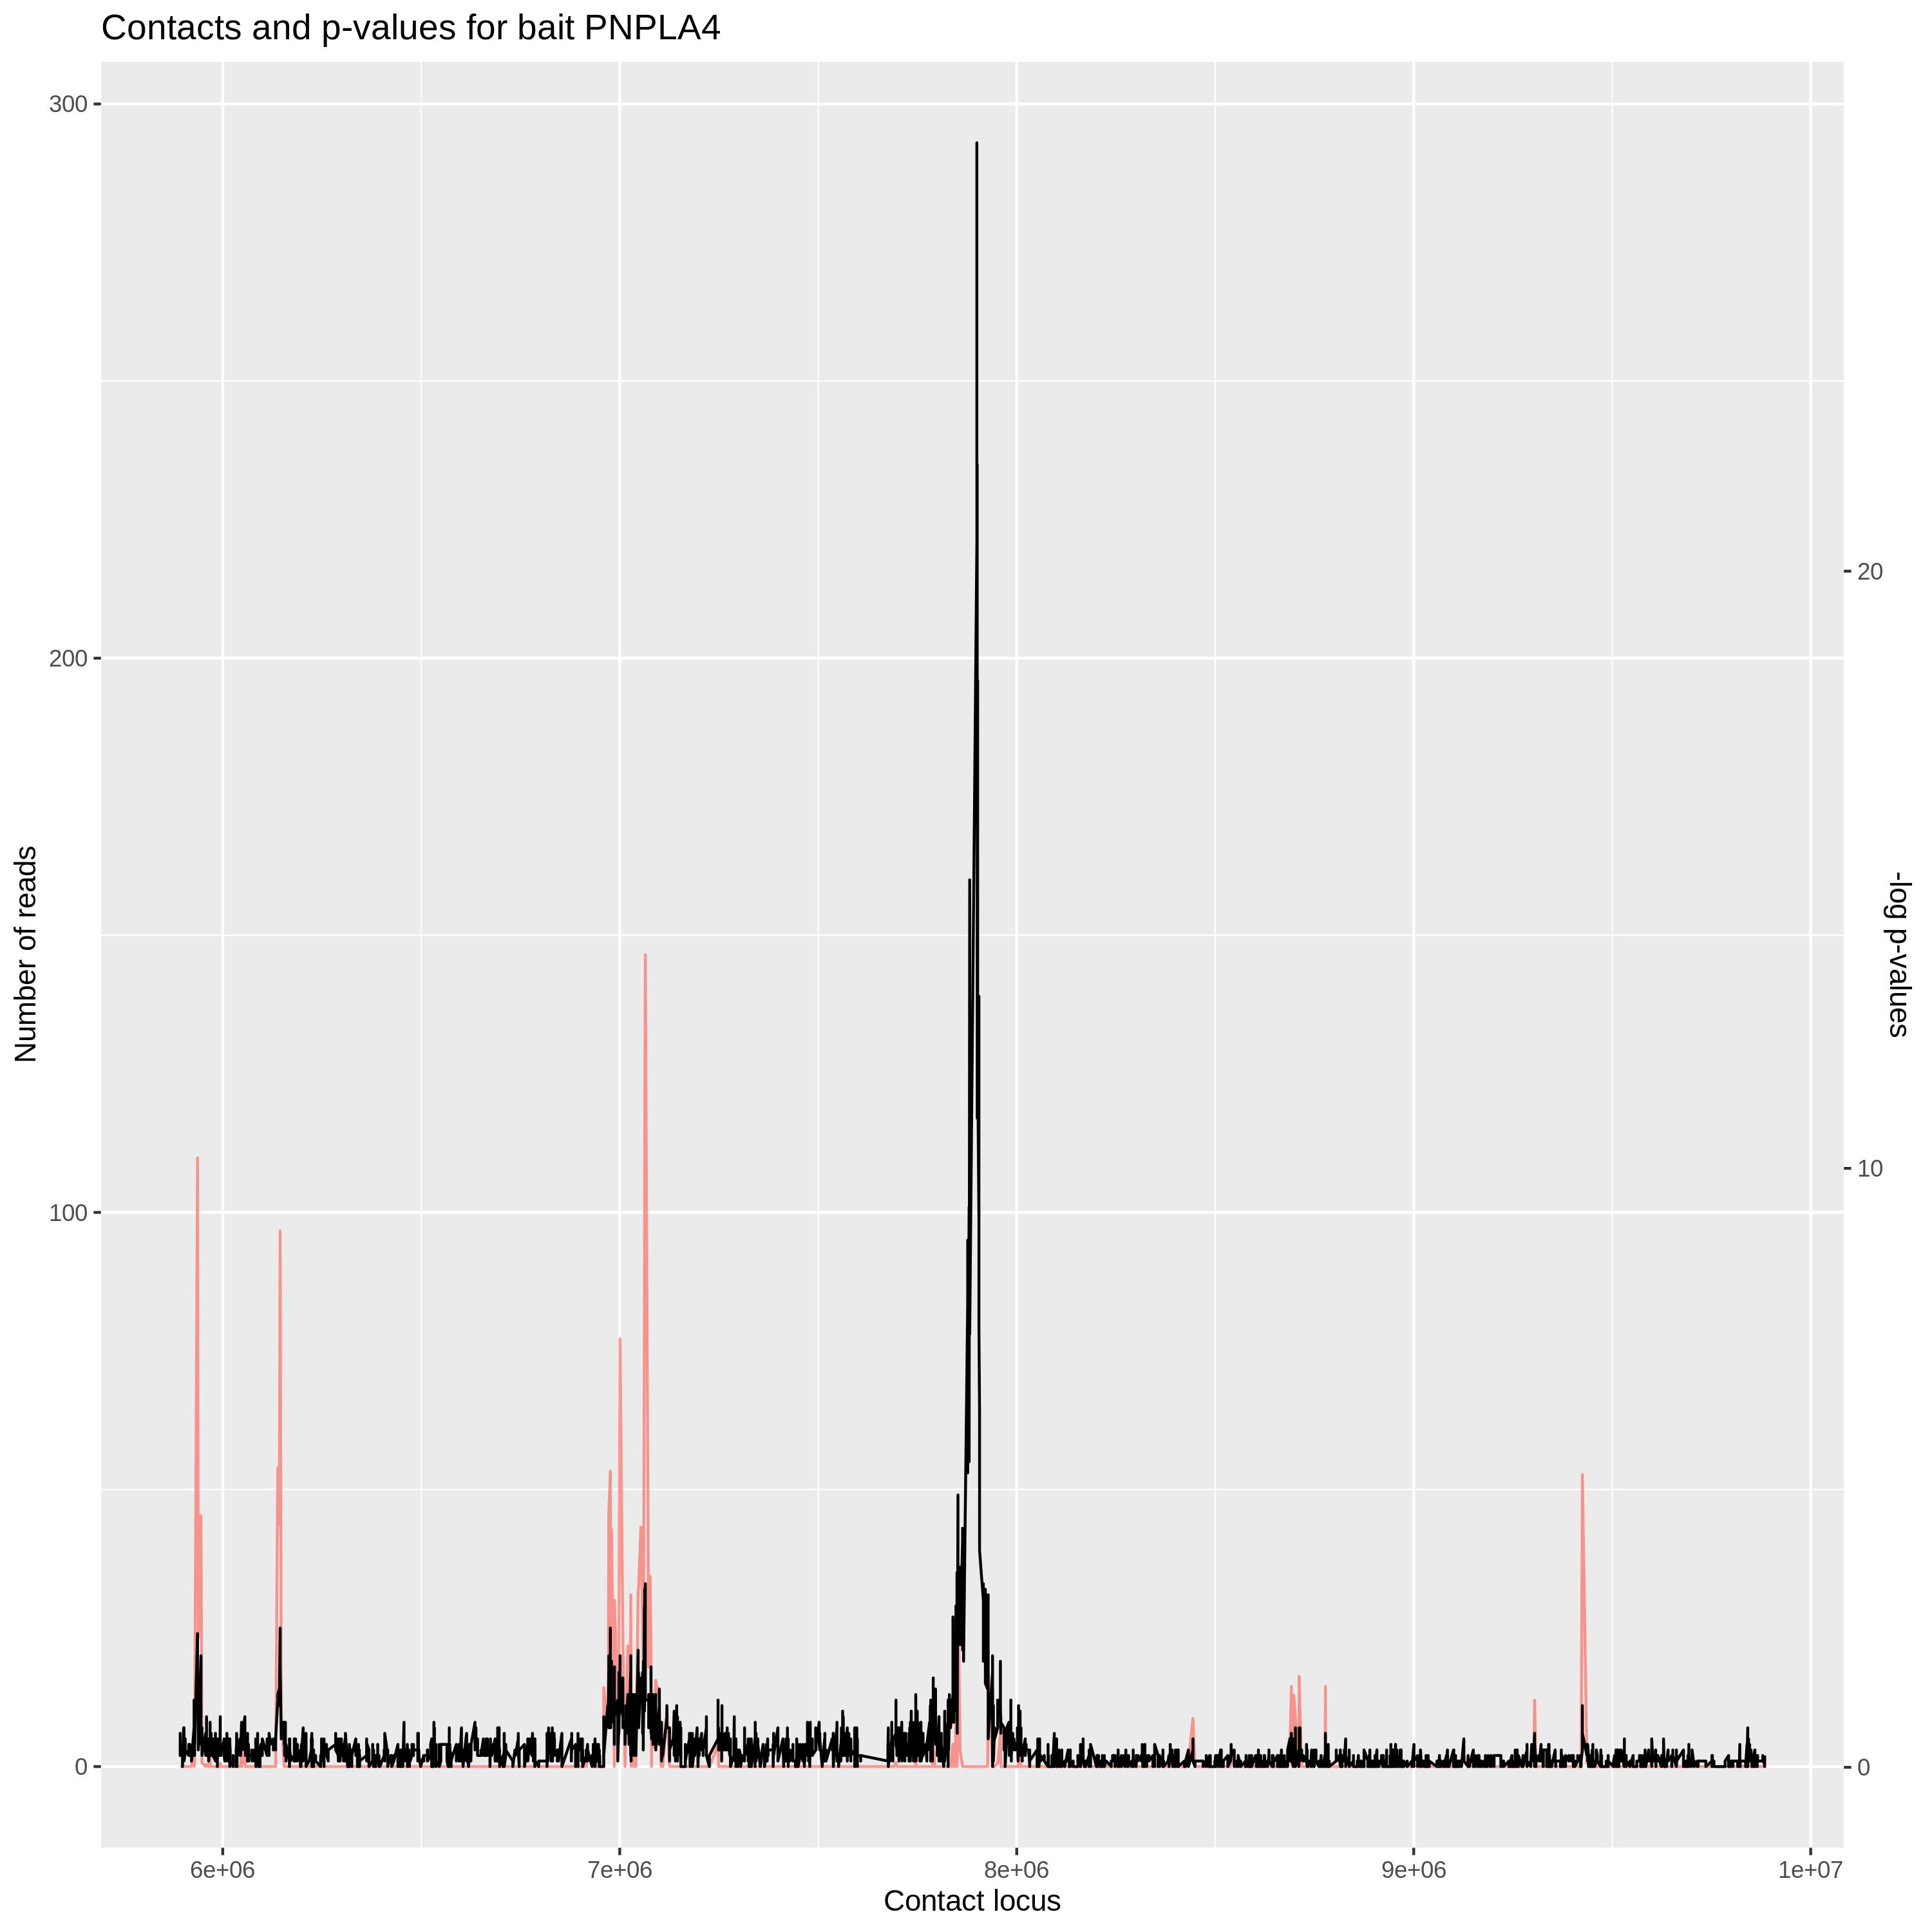 Contacts and p-values for bait PNPLA4
300
200
100
0
Number of reads
20
10
0
-log p-values
6e+06
7e+06
8e+06
9e+06
1e+07
Contact locus